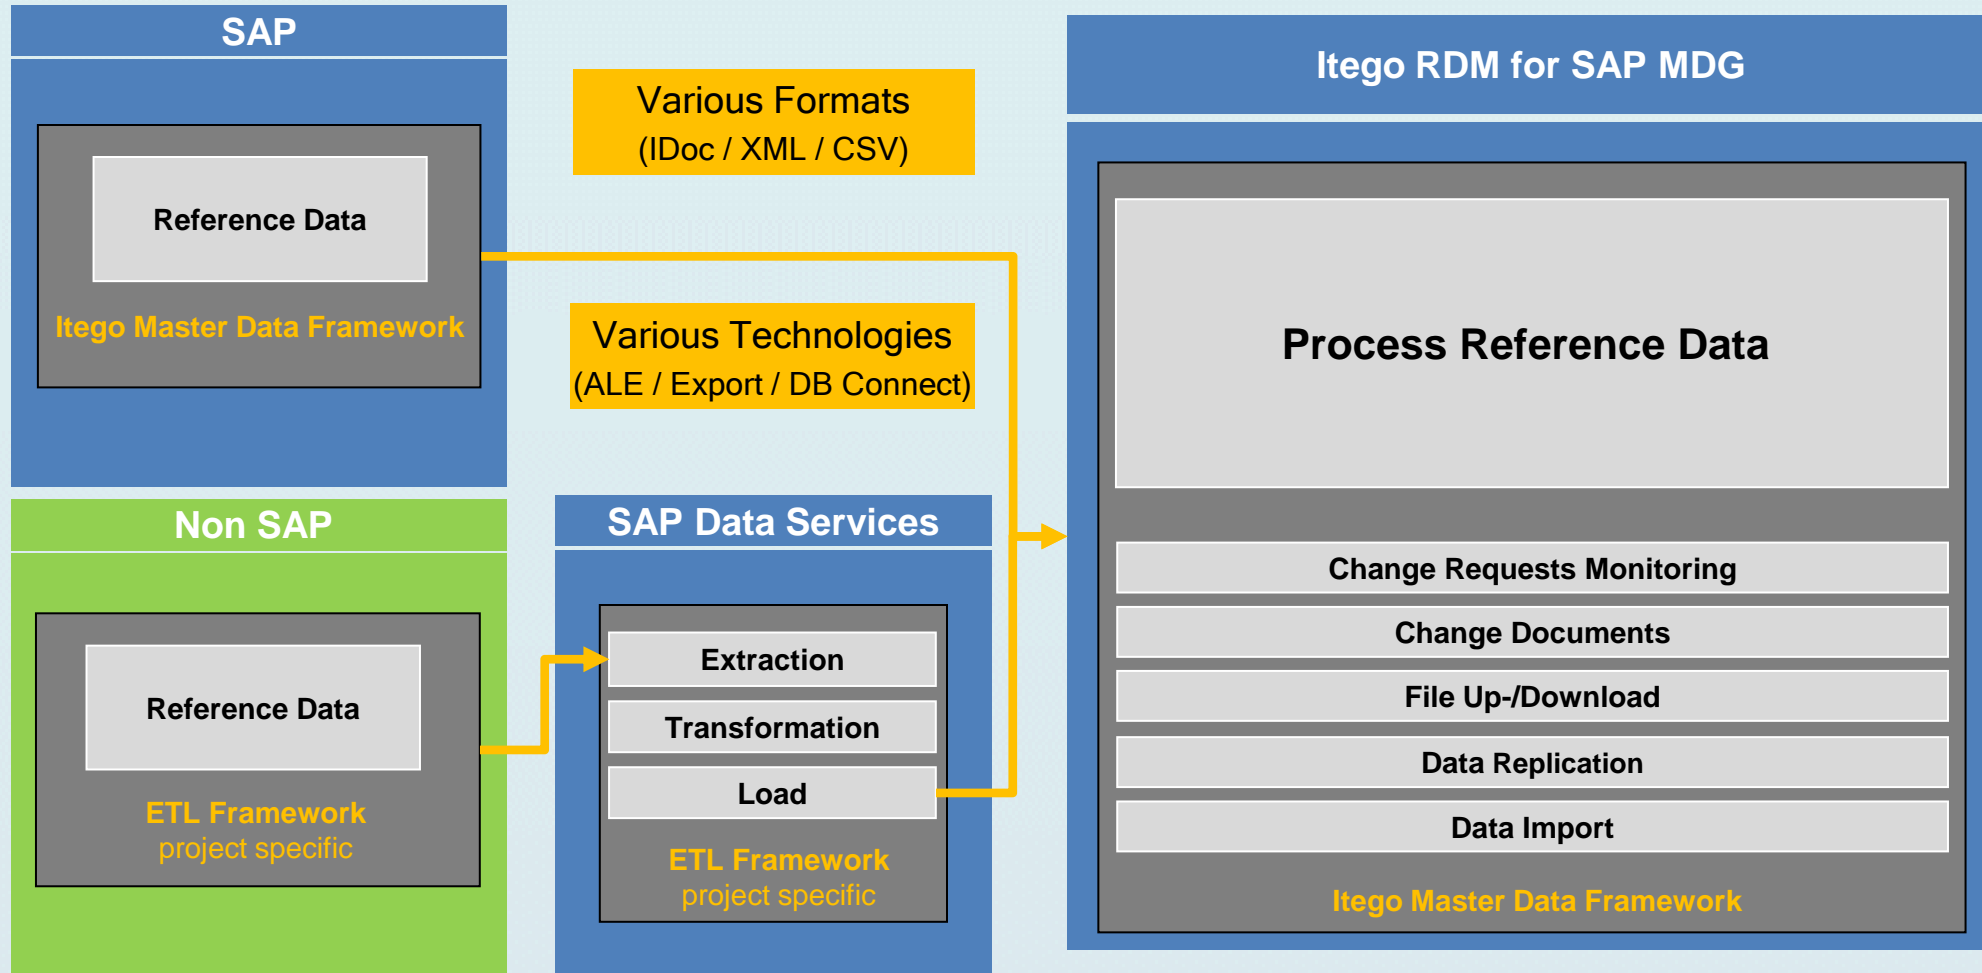 SAP
Reference Data
Itego Master Data Framework
Various Formats
(IDoc / XML / CSV)
Various Technologies
(ALE / Export / DB Connect)
Non SAP
Reference Data
ETL Framework
project specific
SAP Data Services
Extraction
Transformation
Load
ETL Framework
project specific
Itego RDM for SAP MDG
Process Reference Data
Change Requests Monitoring
Change Documents
File Up-/Download
Data Replication
Data Import
Itego Master Data Framework